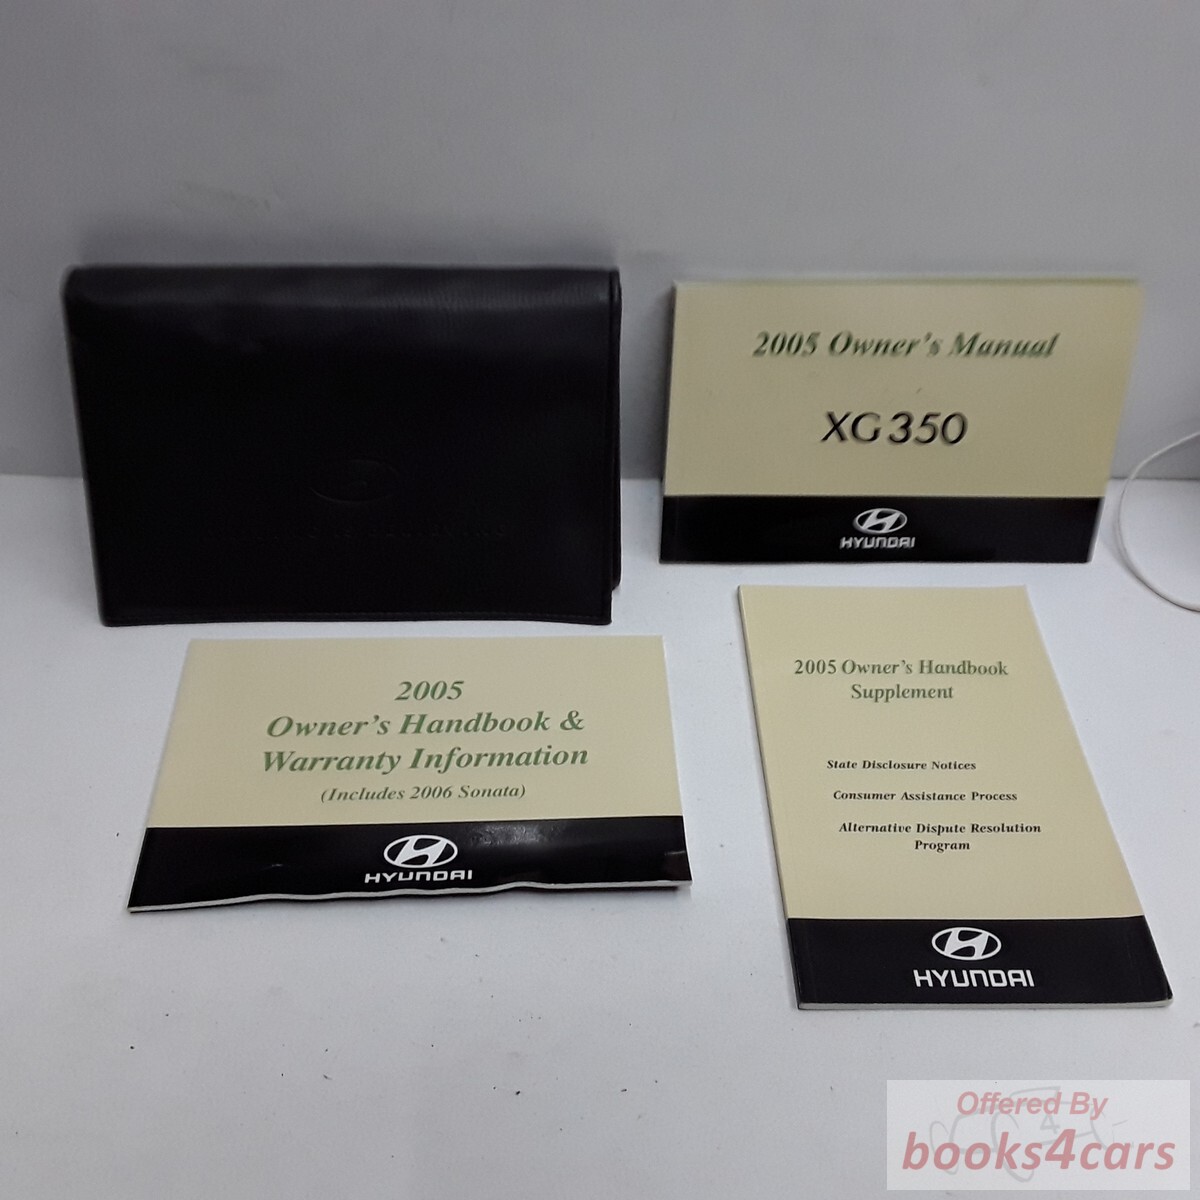 2005 Owner's Manual
XG350
HYUNDAI
2005
Owner's Handbook &
Warranty Information
(Includes 2006 Sonata)
HYUNDAI
2005 Owner's Handbook
Supplement
State Disclosure Notices
Consumer Assistance Process
Alternative Dispute Resolution
Program
HYUNDAI
Offered By
books4cars